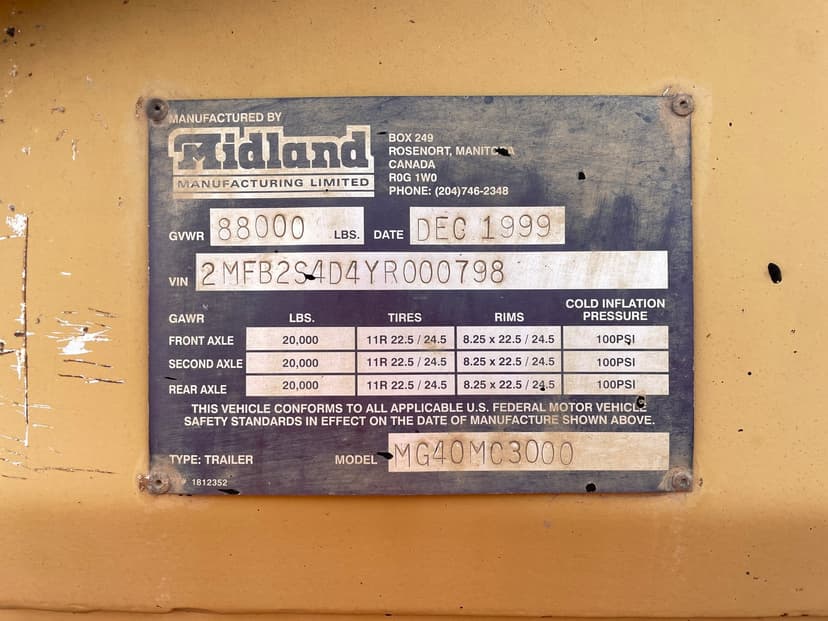 MANUFACTURED BY
Midland
MANUFACTURING LIMITED
BOX 249
ROSENORT, MANITOBA
CANADA
R0G 1W0
PHONE: (204)746-2348
GVWR 88000 LBS. DATE DEC 1999
VIN 2MFB2S4D4YR000798
GAWR LBS. TIRES RIMS COLD INFLATION PRESSURE
FRONT AXLE 20,000 11R 22.5 / 24.5 8.25 x 22.5 / 24.5 100PSI
SECOND AXLE 20,000 11R 22.5 / 24.5 8.25 x 22.5 / 24.5 100PSI
REAR AXLE 20,000 11R 22.5 / 24.5 8.25 x 22.5 / 24.5 100PSI
THIS VEHICLE CONFORMS TO ALL APPLICABLE U.S. FEDERAL MOTOR VEHICLE
SAFETY STANDARDS IN EFFECT ON THE DATE OF MANUFACTURE SHOWN ABOVE.
TYPE: TRAILER MODEL MG40MC3000
1812352